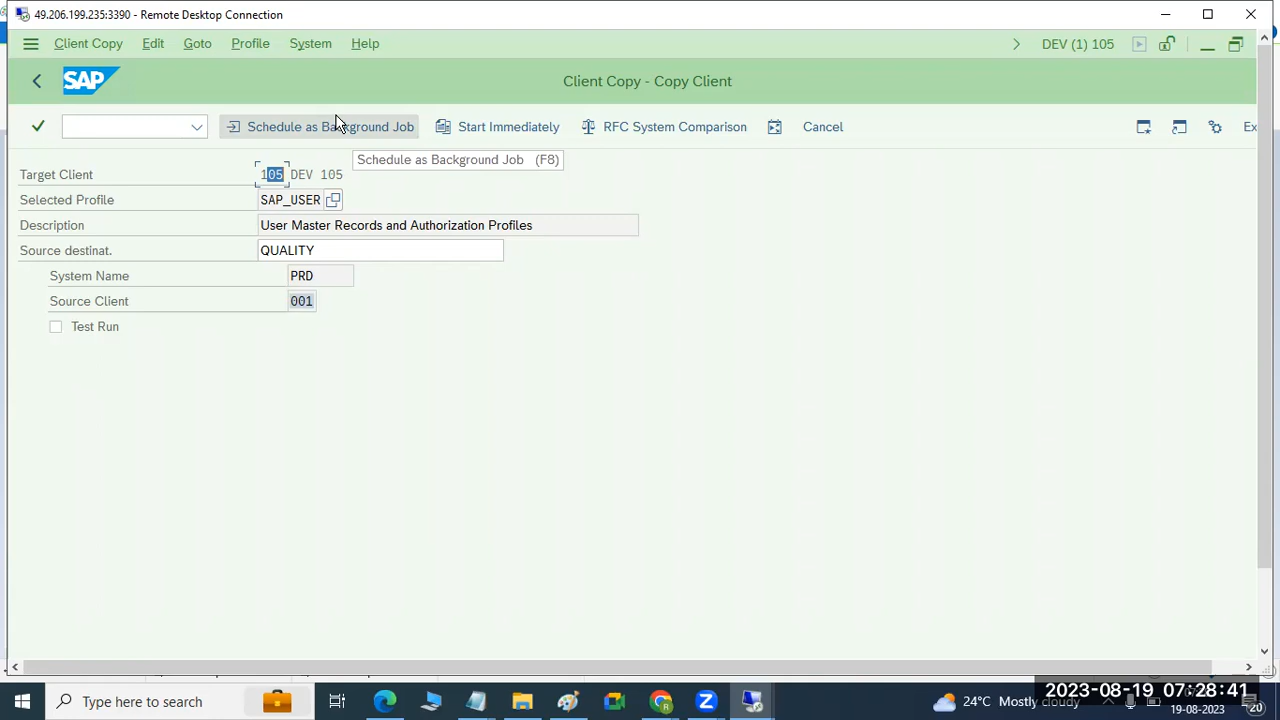 49.206.199.235:3390 - Remote Desktop Connection
Client Copy Edit Goto Profile System Help DEV (1) 105
SAP Client Copy - Copy Client
Schedule as Background Job Start Immediately RFC System Comparison Cancel Ex
Schedule as Background Job (F8)
Target Client 105 DEV 105
Selected Profile SAP_USER
Description User Master Records and Authorization Profiles
Source destinat. QUALITY
System Name PRD
Source Client 001
Test Run
Type here to search 24°C Mostly cloudy
2023-08-19 07:28:41
19-08-2023 20